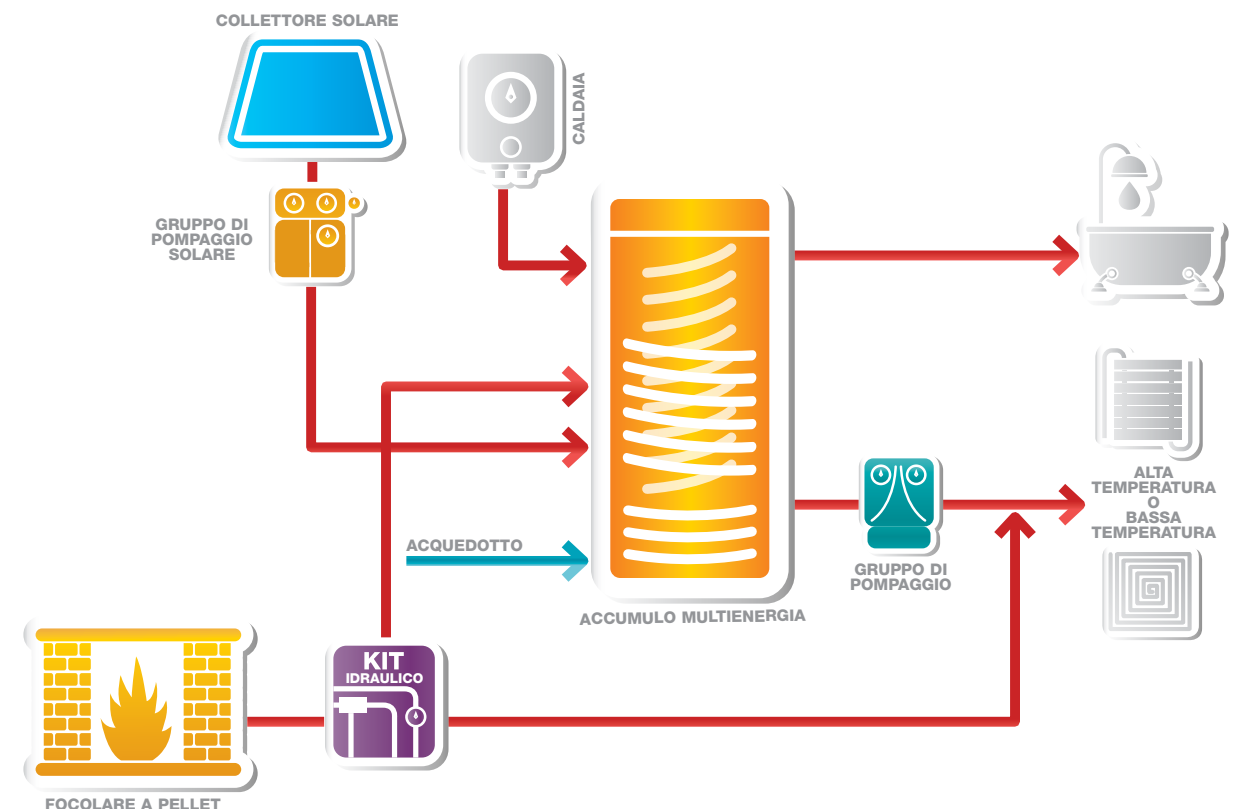 COLLETTORE SOLARE
CALDAIA
GRUPPO DI
POMPAGGIO
SOLARE
ALTA
TEMPERATURA
O
BASSA
TEMPERATURA
ACQUEDOTTO
GRUPPO DI
POMPAGGIO
ACCUMULO MULTIENERGIA
KIT
IDRAULICO
FOCOLARE A PELLET